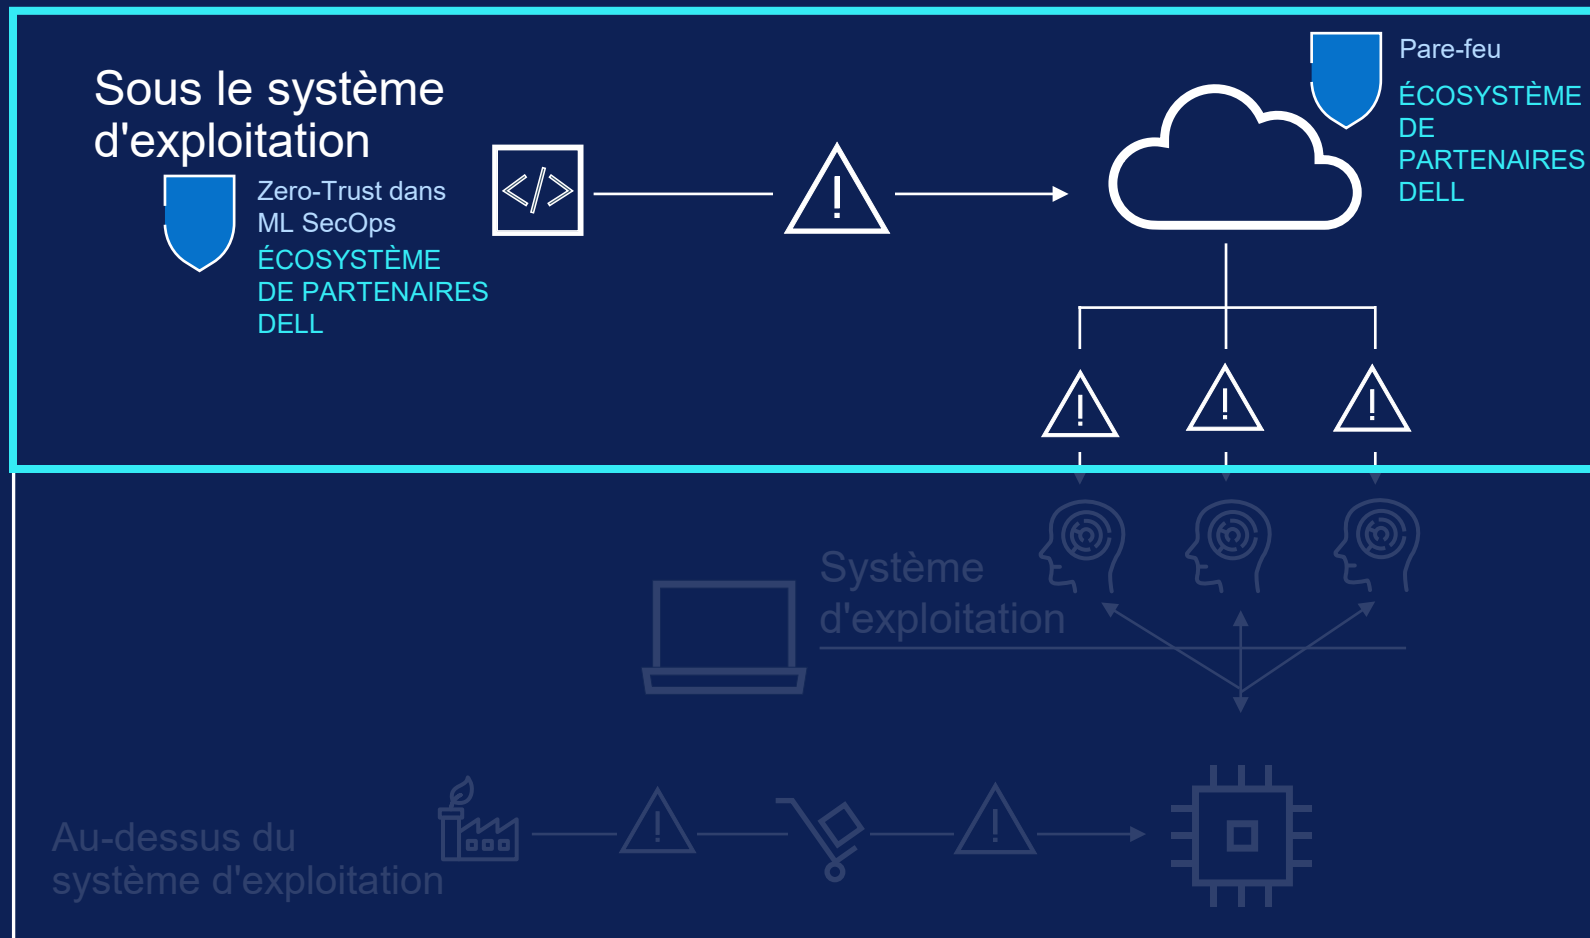 Sous le système
d'exploitation
Zero-Trust dans
ML SecOps
ÉCOSYSTÈME
DE PARTENAIRES
DELL
</>
Pare-feu
ÉCOSYSTÈME
DE
PARTENAIRES
DELL
!
!
!
!
Système
d'exploitation
Au-dessus du
système d'exploitation
!
!